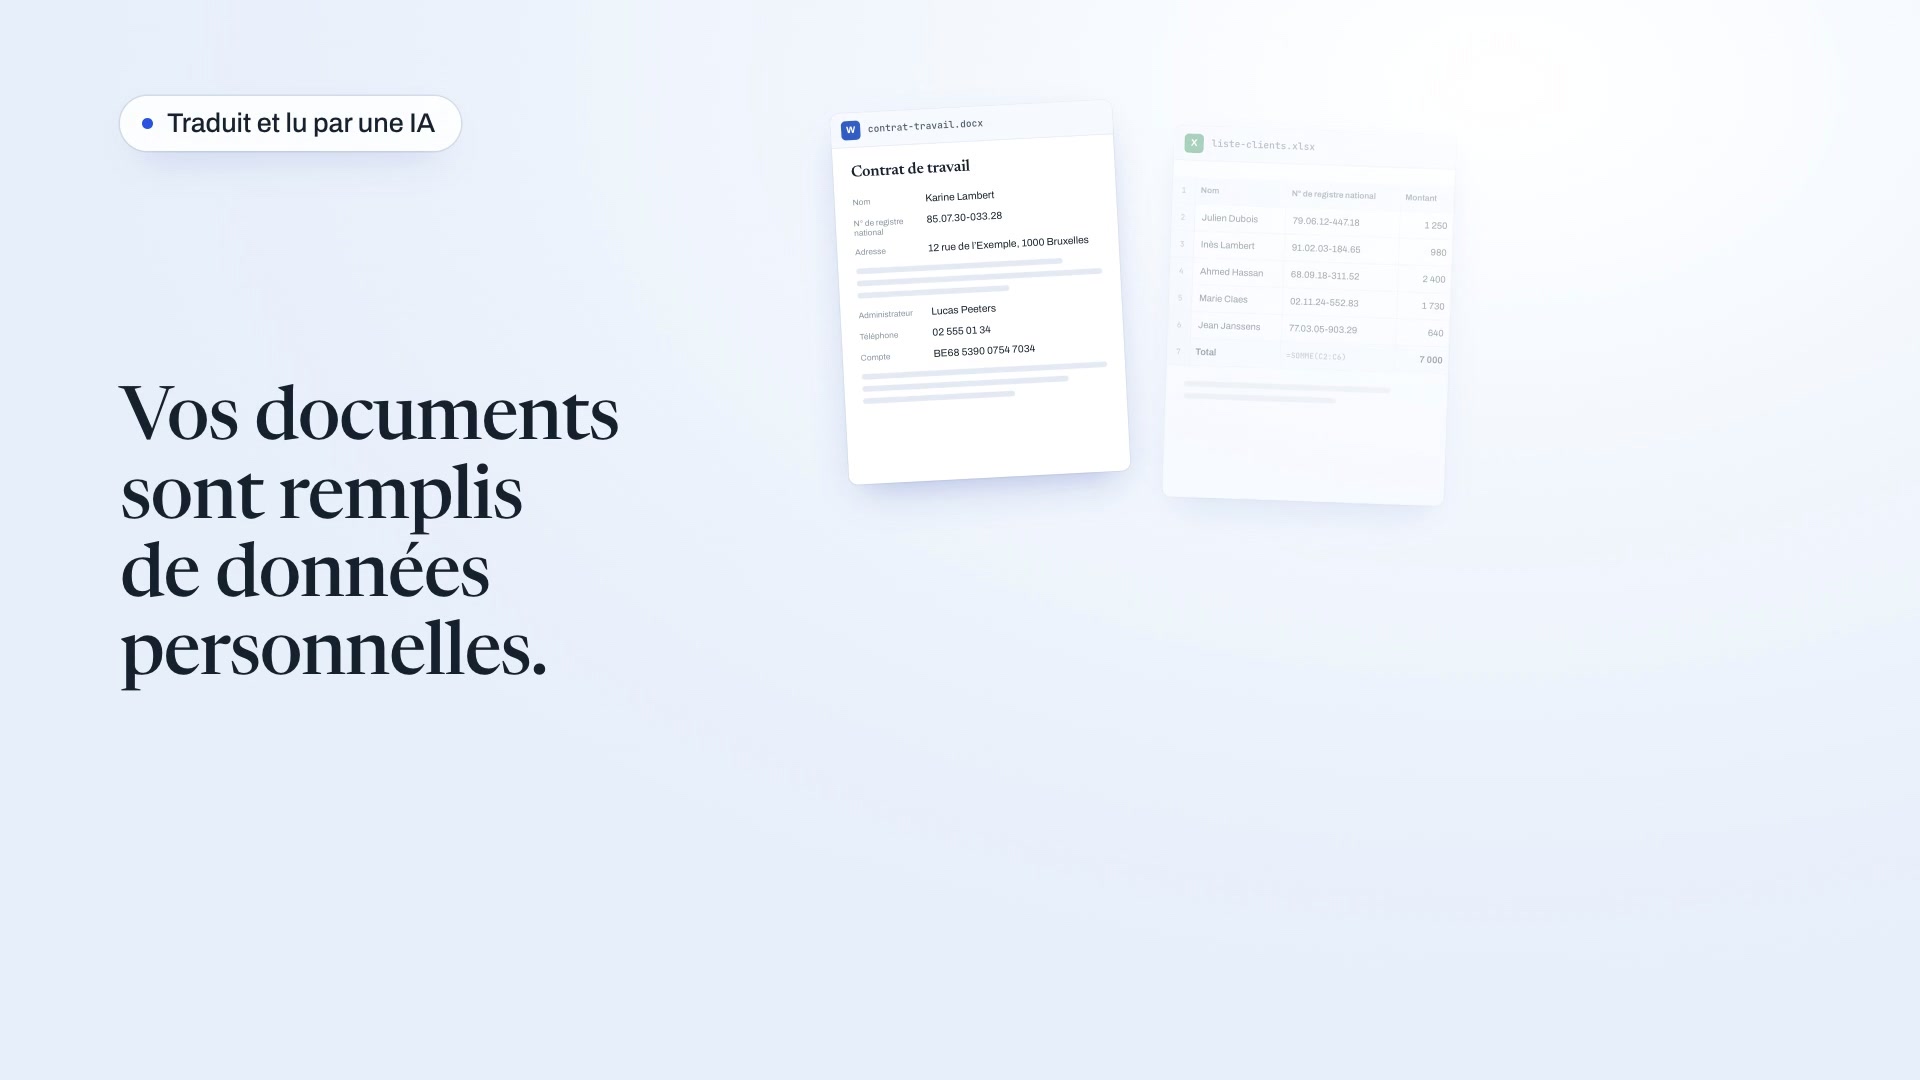 Traduit et lu par une IA
Vos documents
sont remplis
de données
personnelles.
W contrat-travail.docx
Contrat de travail
Nom Karine Lambert
N° de registre national 85.07.30-033.28
Adresse 12 rue de l'Exemple, 1000 Bruxelles
Administrateur Lucas Peeters
Téléphone 02 555 01 34
Compte BE68 5390 0754 7034
X liste-clients.xlsx
1 Nom N° de registre national Montant
2 Julien Dubois 79.06.12-447.18 1 250
3 Inès Lambert 91.02.03-184.65 980
4 Ahmed Hassan 68.09.18-311.52 2 400
5 Marie Claes 02.11.24-552.83 1 730
6 Jean Janssens 77.03.05-903.29 640
7 Total =SOMME(C2:C6) 7 000